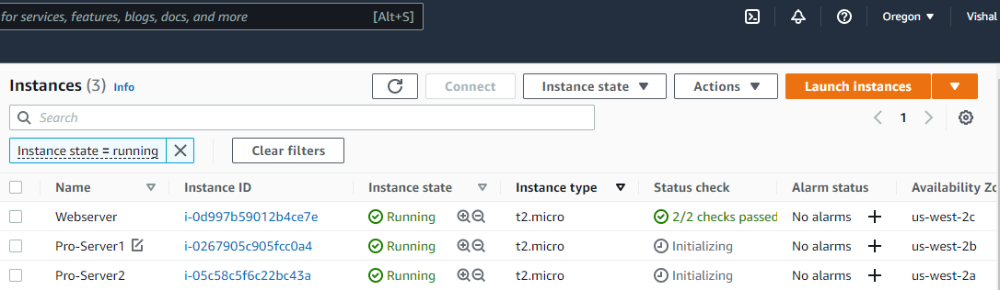 for services, features, blogs, docs, and more [Alt+S] Oregon ▼ Vishal
Instances (3) Info Connect Instance state ▼ Actions ▼ Launch instances ▼
Search 1
Instance state = running Clear filters
Name Instance ID Instance state Instance type Status check Alarm status Availability Zo
Webserver i-0d997b59012b4ce7e Running t2.micro 2/2 checks passed No alarms + us-west-2c
Pro-Server1 i-0267905c905fcc0a4 Running t2.micro Initializing No alarms + us-west-2b
Pro-Server2 i-05c58c5f6c22bc43a Running t2.micro Initializing No alarms + us-west-2a